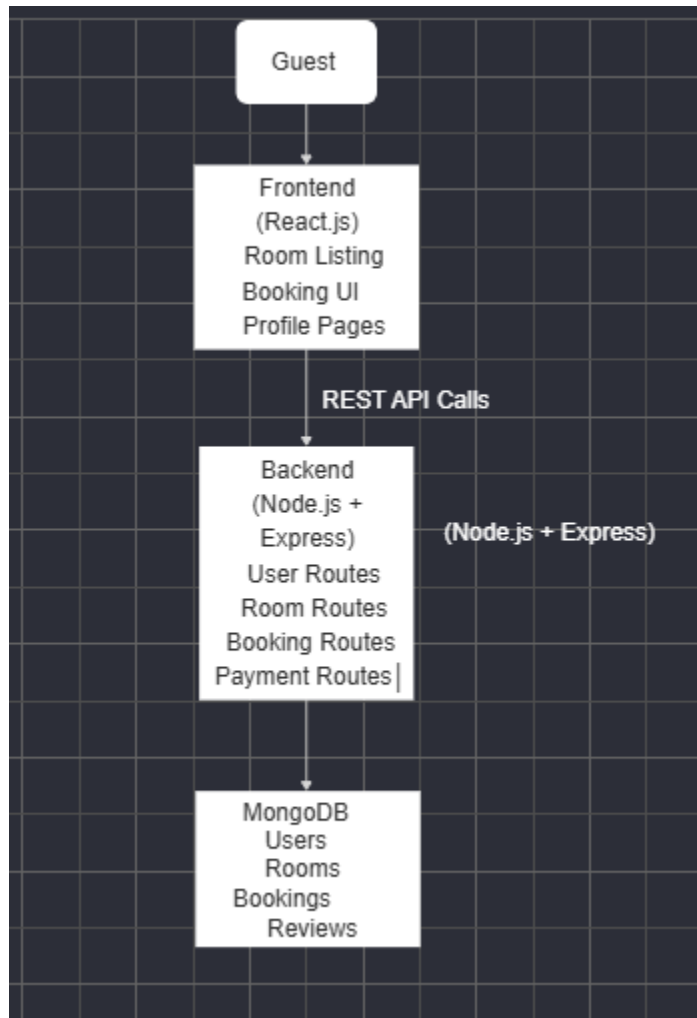 Guest
Frontend
(React.js)
Room Listing
Booking UI
Profile Pages
REST API Calls
Backend
(Node.js +
Express)
User Routes
Room Routes
Booking Routes
Payment Routes
(Node.js + Express)
MongoDB
Users
Rooms
Bookings
Reviews